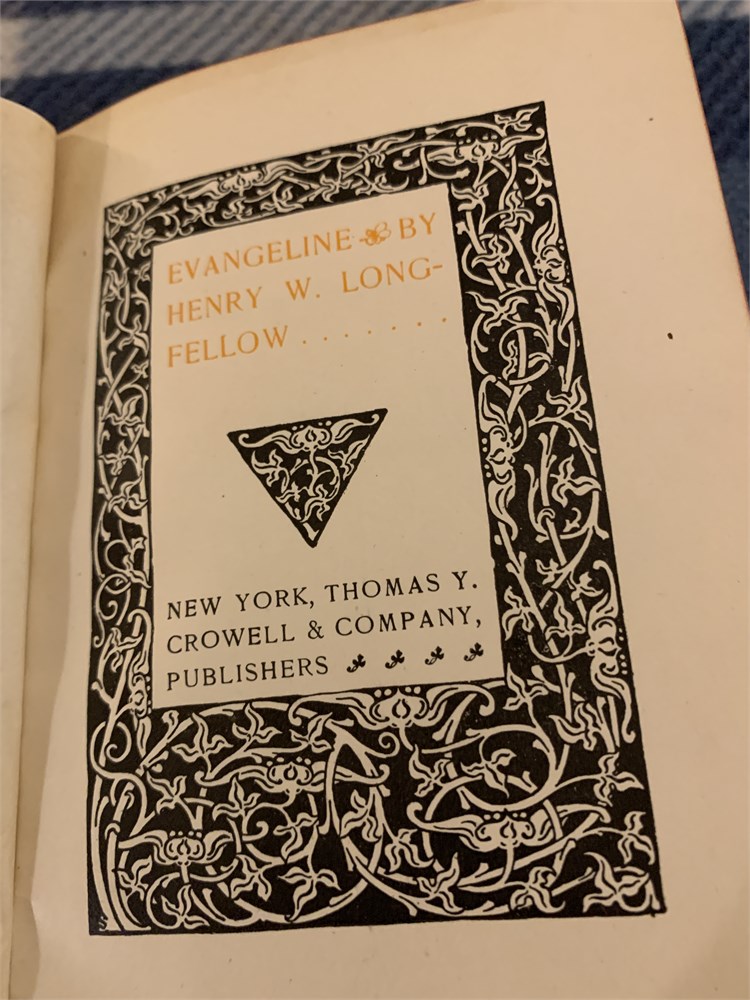 EVANGELINE BY
HENRY W. LONG-
FELLOW . . . . . . .
NEW YORK, THOMAS Y.
CROWELL & COMPANY,
PUBLISHERS
S